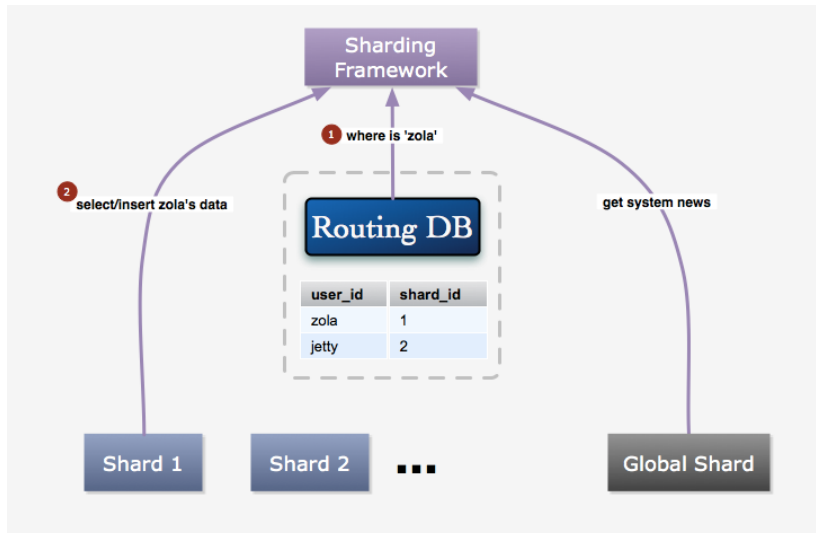 Sharding
Framework
1 where is 'zola'
2 select/insert zola's data
get system news
Routing DB
user_id shard_id
zola 1
jetty 2
Shard 1
Shard 2
...
Global Shard